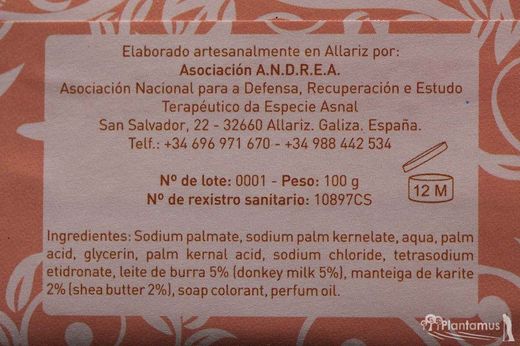 Elaborado artesanalmente en Allariz por:
Asociación A.N.D.R.E.A.
Asociación Nacional para a Defensa, Recuperación e Estudo
Terapéutico da Especie Asnal
San Salvador, 22 - 32660 Allariz. Galiza. España.
Telf.: +34 696 971 670 - +34 988 442 534
Nº de lote: 0001 - Peso: 100 g
Nº de rexistro sanitario: 10897CS
12 M
Ingredientes: Sodium palmate, sodium palm kernelate, aqua, palm
acid, glycerin, palm kernal acid, sodium chloride, tetrasodium
etidronate, leite de burra 5% (donkey milk 5%), manteiga de karite
2% (shea butter 2%), soap colorant, perfum oil.
Plantamus